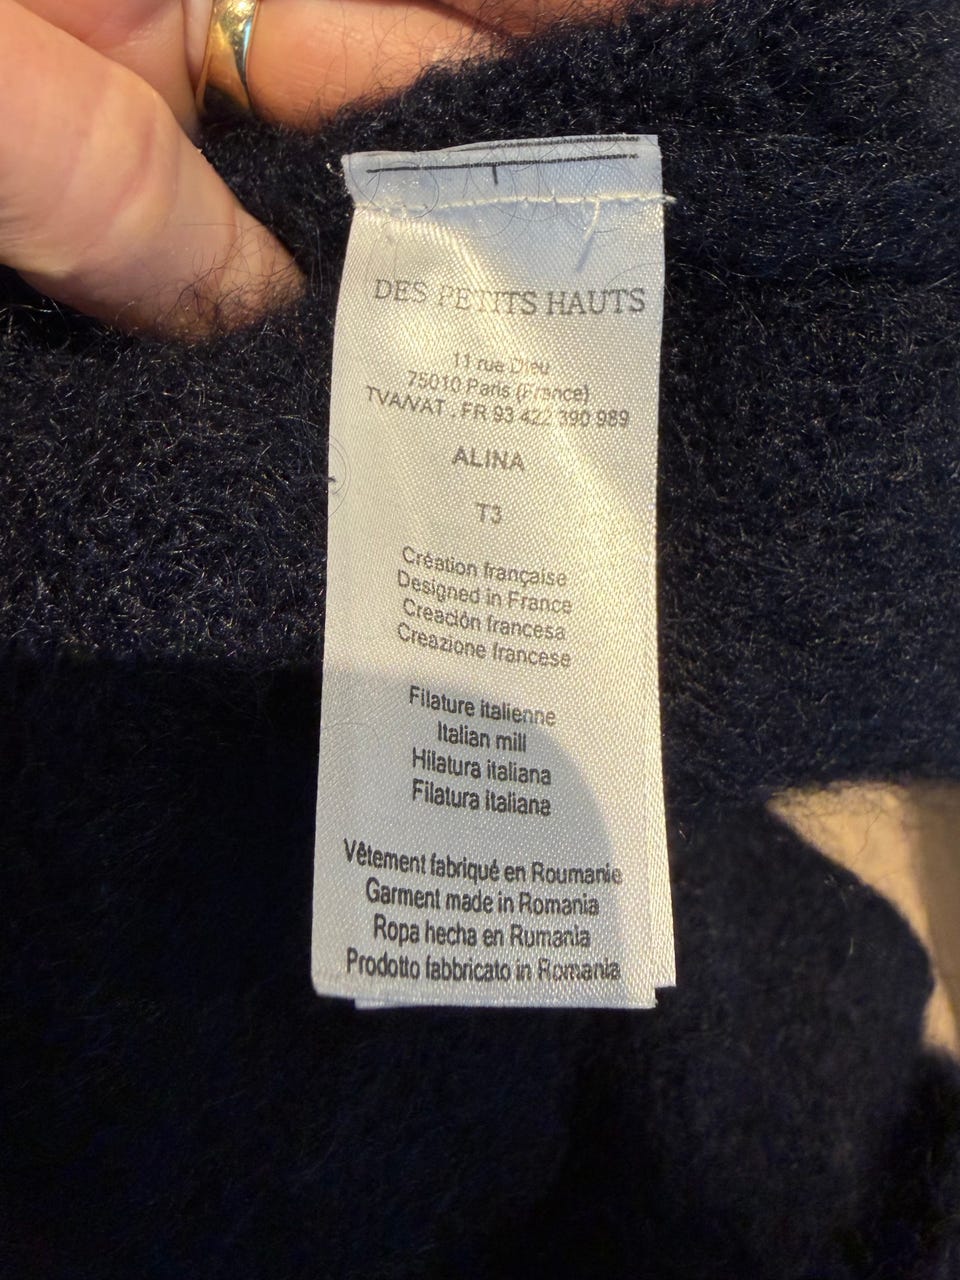 DES PETITS HAUTS
11 rue Dieu
75010 Paris (France)
TVA/VAT . FR 93 422 390 989
ALINA
T3
Création française
Designed in France
Creación francesa
Creazione francese
Filature italienne
Italian mill
Hilatura italiana
Filatura italiana
Vêtement fabriqué en Roumanie
Garment made in Romania
Ropa hecha en Rumania
Prodotto fabbricato in Romania